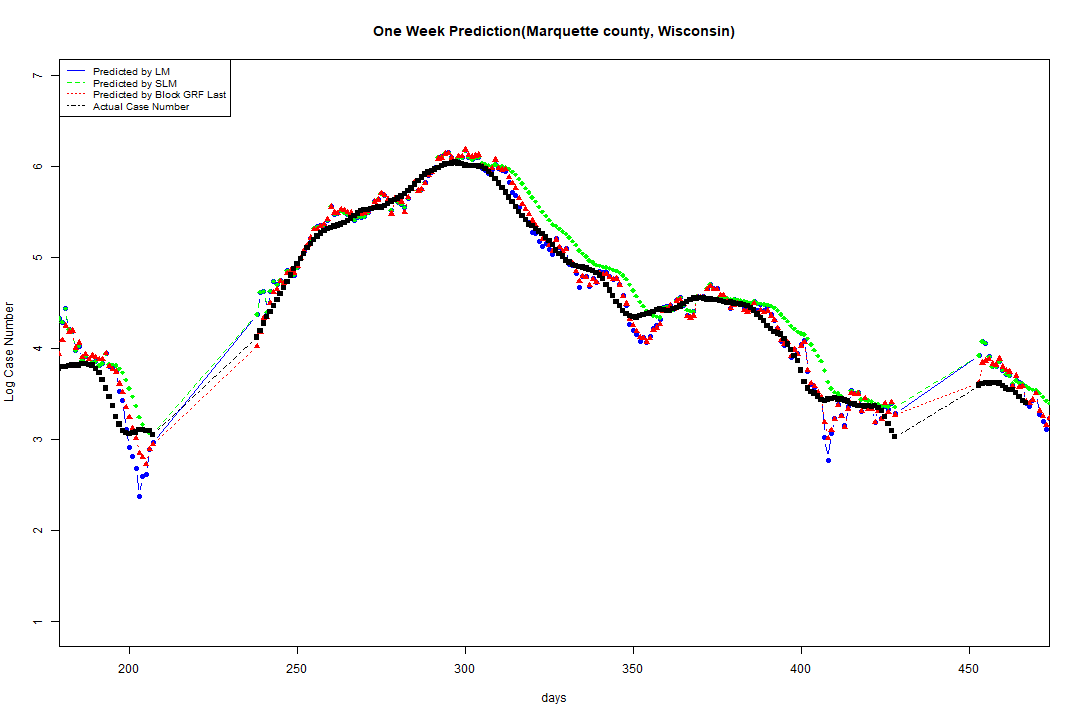 One Week Prediction(Marquette county, Wisconsin)
Predicted by LM
Predicted by SLM
Predicted by Block GRF Last
Actual Case Number
7
6
5
4
3
2
1
Log Case Number
200 250 300 350 400 450
days